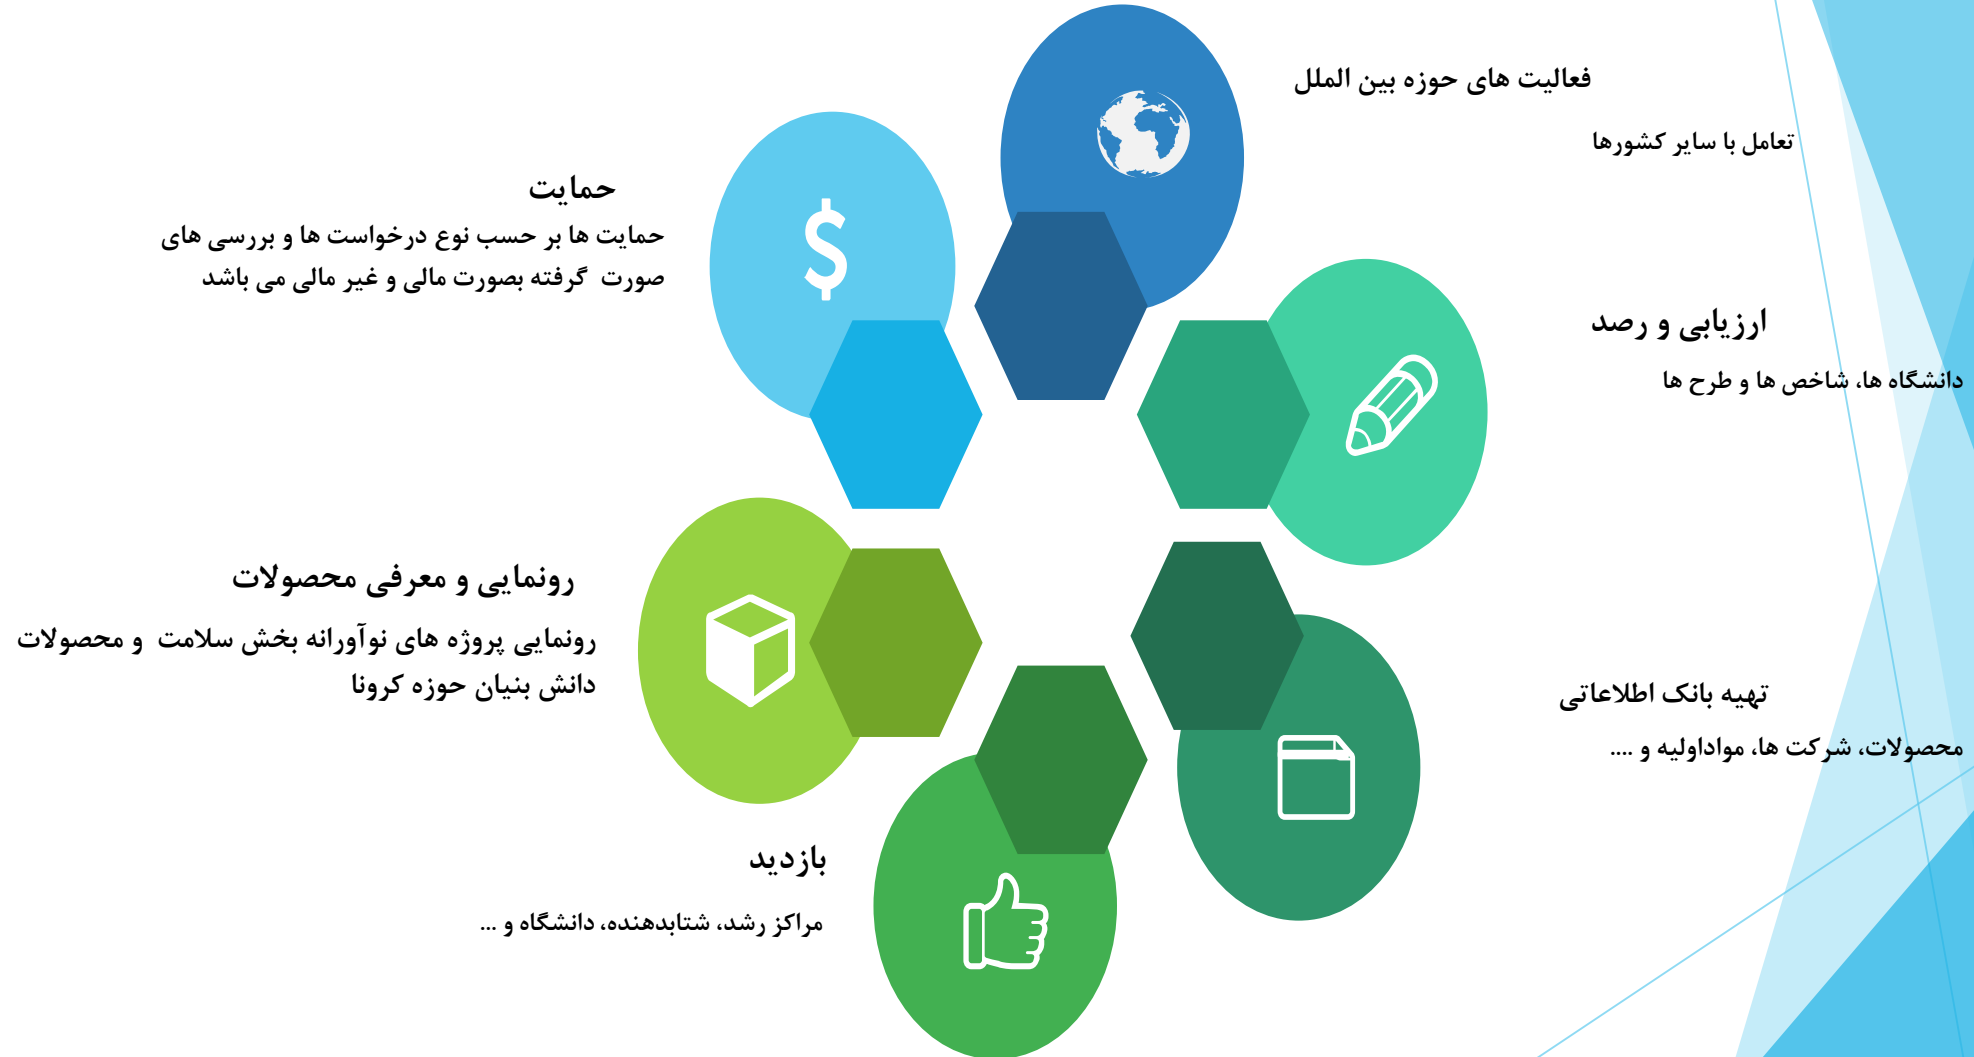 فعالیت های حوزه بین الملل
تعامل با سایر کشورها
ارزیابی و رصد
دانشگاه ها، شاخص ها و طرح ها
تهیه بانک اطلاعاتی
محصولات، شرکت ها، مواداولیه و ....
حمایت
حمایت ها بر حسب نوع درخواست ها و بررسی های
صورت گرفته بصورت مالی و غیر مالی می باشد
رونمایی و معرفی محصولات
رونمایی پروژه های نوآورانه بخش سلامت و محصولات
دانش بنیان حوزه کرونا
بازدید
مراکز رشد، شتابدهنده، دانشگاه و ...